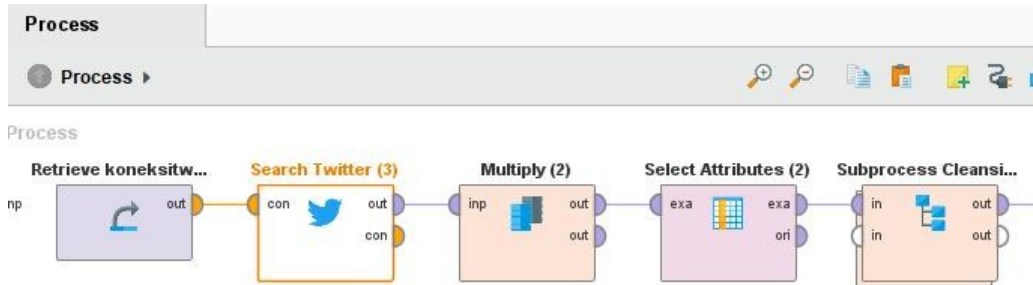 Process
Process
Process
Retrieve koneksitw... Search Twitter (3) Multiply (2) Select Attributes (2) Subprocess Cleansi...
np out con out inp out exa exa in out
con out ori in out